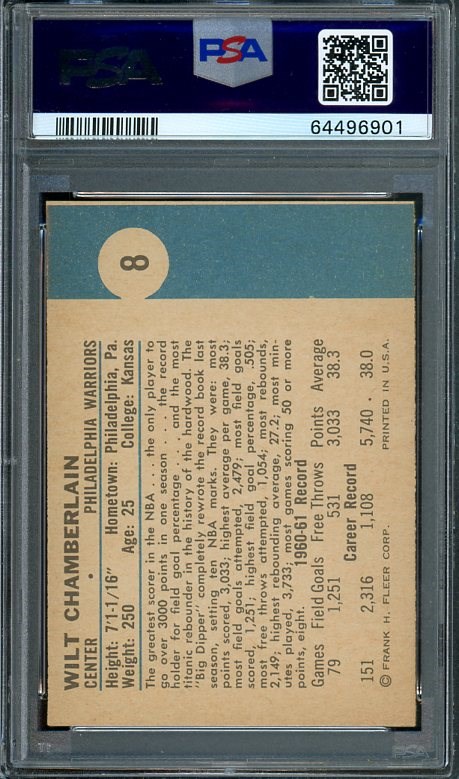 PSA
PSA
64496901
8
WILT CHAMBERLAIN
CENTER • PHILADELPHIA WARRIORS
Height: 7'1-1/16" Hometown: Philadelphia, Pa.
Weight: 250 Age: 25 College: Kansas
The greatest scorer in the NBA . . . the only player to
go over 3000 points in one season . . . the record
holder for field goal percentage . . . and the most
titanic rebounder in the history of the hardwood. The
"Big Dipper" completely rewrote the record book last
season, setting ten NBA marks. They were: most
points scored, 3,033; highest average per game, 38.3;
most field goals attempted, 2,479; most field goals
scored, 1,251; highest field goal percentage, .505;
most free throws attempted, 1,054; most rebounds,
2,149; highest rebounding average, 27.2; most min-
utes played, 3,733; most games scoring 50 or more
points, eight.
1960-61 Record
Games Field Goals Free Throws Points Average
79 1,251 531 3,033 38.3
Career Record
151 2,316 1,108 5,740 • 38.0
© FRANK H. FLEER CORP. PRINTED IN U.S.A.